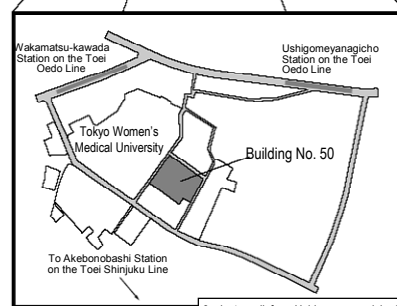 Wakamatsu-kawada
Station on the Toei
Oedo Line
Ushigomeyanagicho
Station on the Toei
Oedo Line
Tokyo Women's
Medical University
Building No. 50
To Akebonobashi Station
on the Toei Shinjuku Line